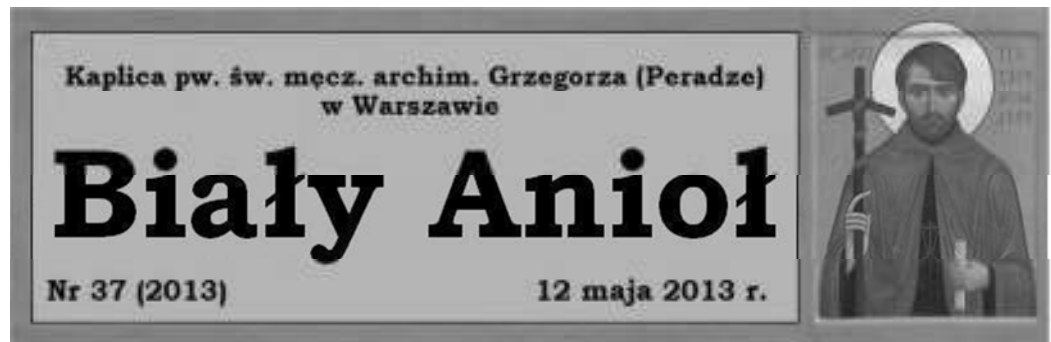 Kaplica pw. św. męcz. archim. Grzegorza (Peradze)
w Warszawie
Biały Anioł
Nr 37 (2013)
12 maja 2013 r.